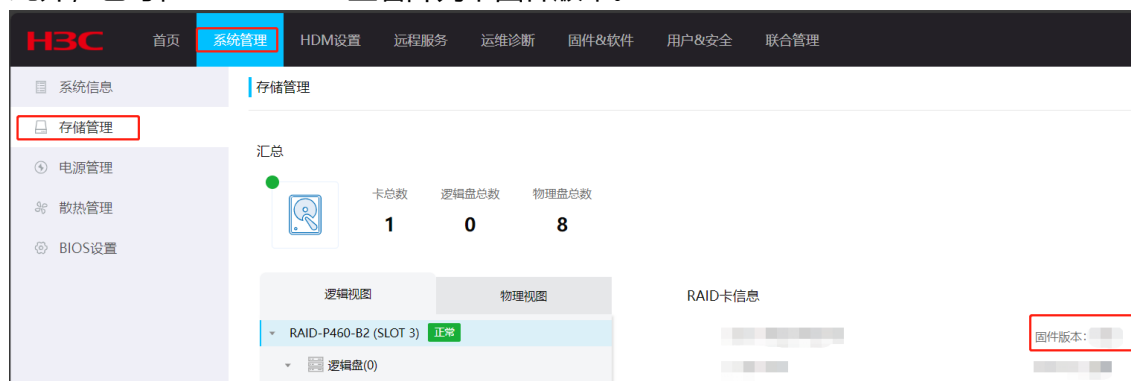 H3C 首页 系统管理 HDM设置 远程服务 运维诊断 固件&软件 用户&安全 联合管理
系统信息
存储管理
电源管理
散热管理
BIOS设置
存储管理
汇总
卡总数 逻辑盘总数 物理盘总数
1 0 8
逻辑视图 物理视图
RAID-P460-B2 (SLOT 3) 正常
逻辑盘(0)
RAID卡信息
固件版本: